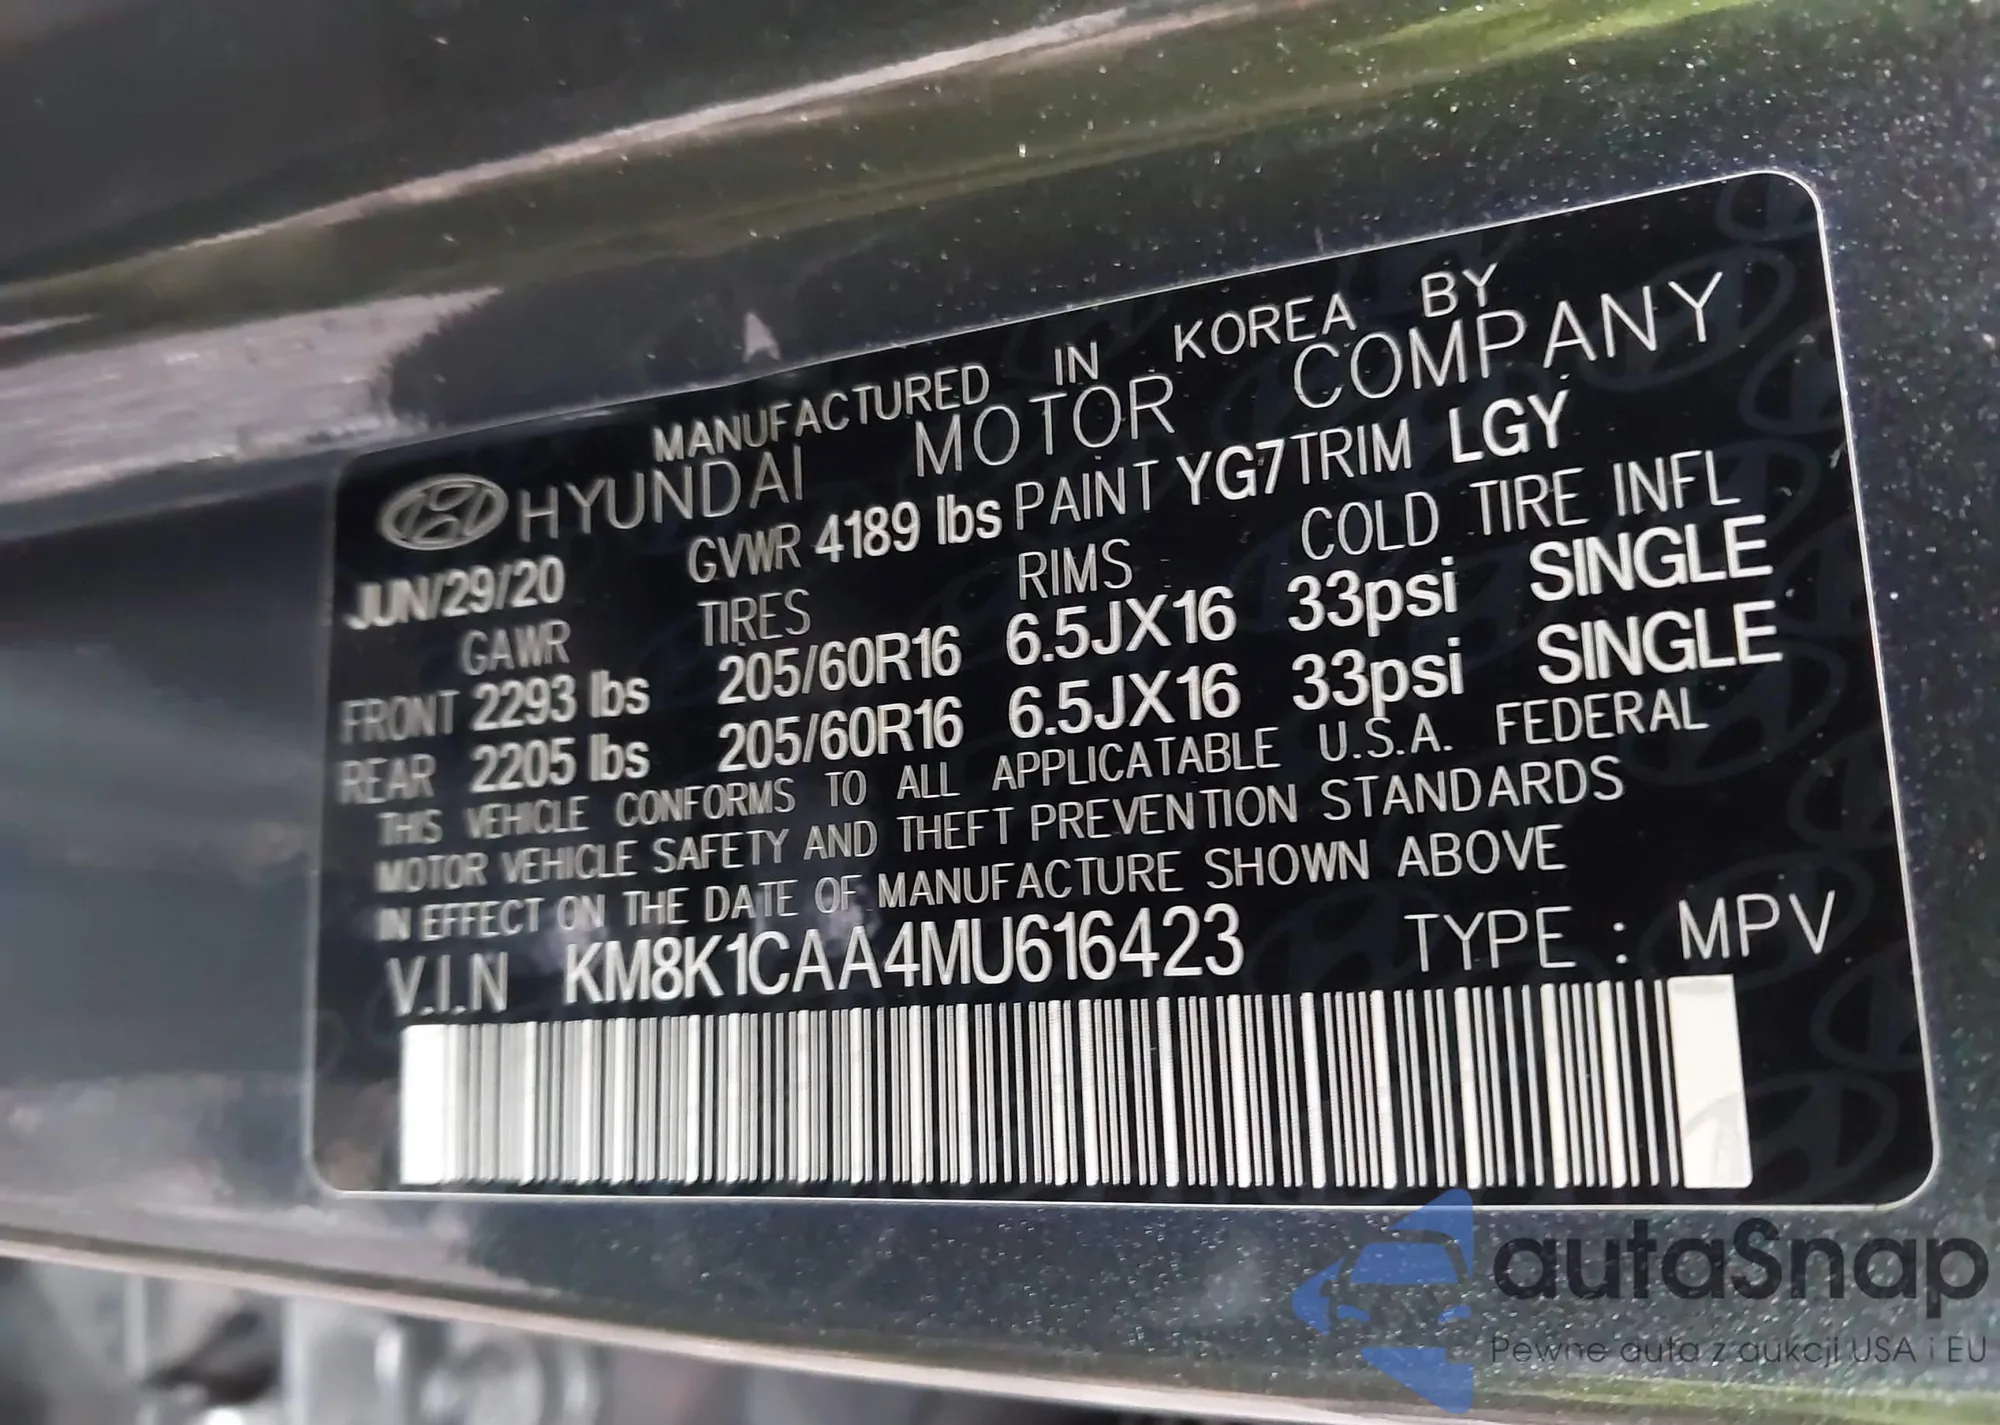 MANUFACTURED IN KOREA BY
HYUNDAI MOTOR COMPANY
JUN/29/20 GVWR 4189 lbs PAINT YG7 TRIM LGY
GAWR TIRES RIMS COLD TIRE INFL
FRONT 2293 lbs 205/60R16 6.5JX16 33psi SINGLE
REAR 2205 lbs 205/60R16 6.5JX16 33psi SINGLE
THIS VEHICLE CONFORMS TO ALL APPLICATABLE U.S.A. FEDERAL
MOTOR VEHICLE SAFETY AND THEFT PREVENTION STANDARDS
IN EFFECT ON THE DATE OF MANUFACTURE SHOWN ABOVE
V.I.N KM8K1CAA4MU616423 TYPE : MPV
autaSnap
Pewne auta z aukcji USA i EU